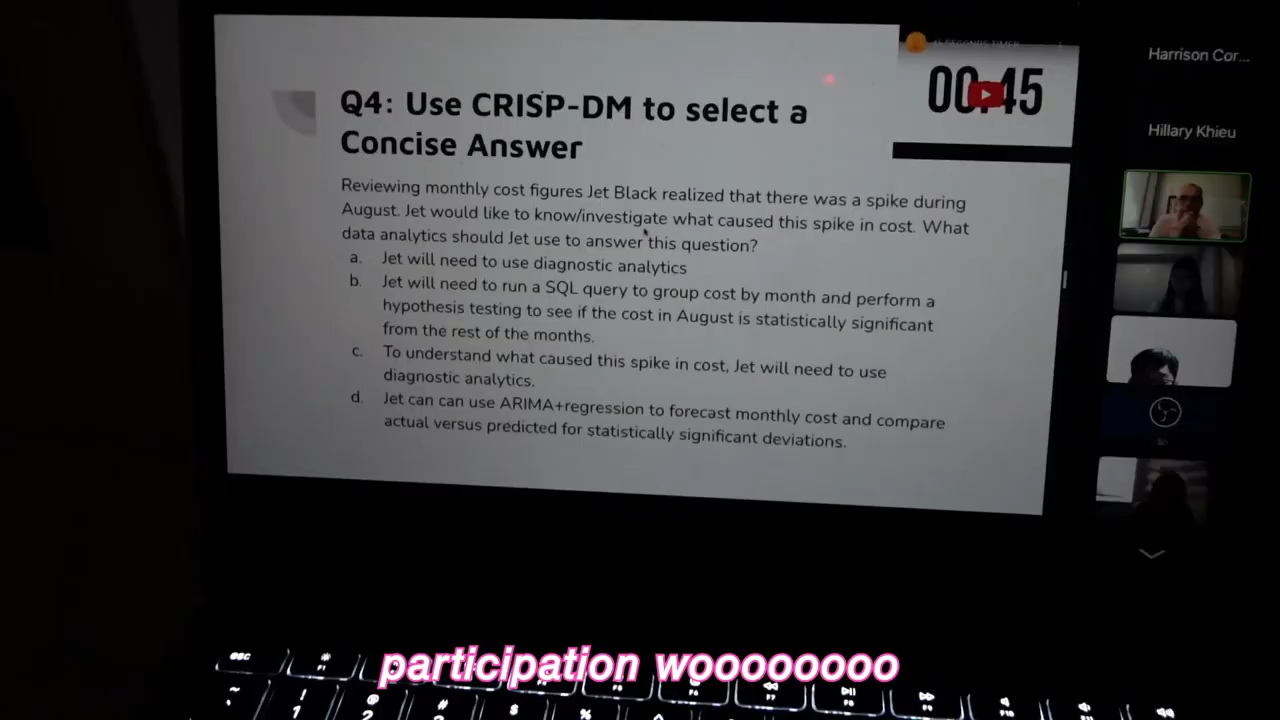 Harrison Cor...
00:45
Hillary Khieu
Q4: Use CRISP-DM to select a
Concise Answer
Reviewing monthly cost figures Jet Black realized that there was a spike during
August. Jet would like to know/investigate what caused this spike in cost. What
data analytics should Jet use to answer this question?
a. Jet will need to use diagnostic analytics
b. Jet will need to run a SQL query to group cost by month and perform a
hypothesis testing to see if the cost in August is statistically significant
from the rest of the months.
c. To understand what caused this spike in cost, Jet will need to use
diagnostic analytics.
d. Jet can can use ARIMA+regression to forecast monthly cost and compare
actual versus predicted for statistically significant deviations.
participation woooooooo
esc
~
! 1
@ 2
#
$
%